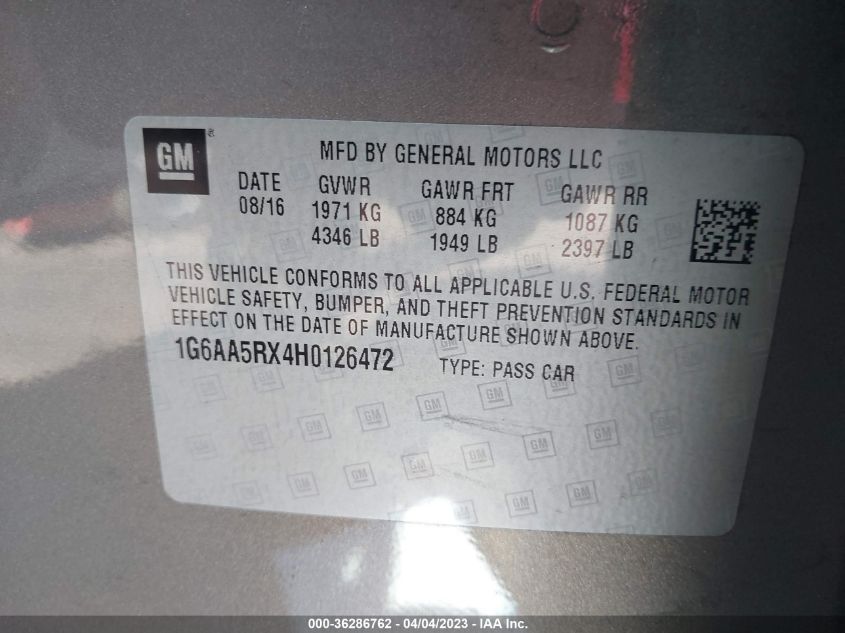 GM ®
MFD BY GENERAL MOTORS LLC
DATE GVWR GAWR FRT GAWR RR
08/16 1971 KG 884 KG 1087 KG
4346 LB 1949 LB 2397 LB
THIS VEHICLE CONFORMS TO ALL APPLICABLE U.S. FEDERAL MOTOR
VEHICLE SAFETY, BUMPER, AND THEFT PREVENTION STANDARDS IN
EFFECT ON THE DATE OF MANUFACTURE SHOWN ABOVE.
1G6AA5RX4H0126472 TYPE: PASS CAR
000-36286762 - 04/04/2023 - IAA Inc.